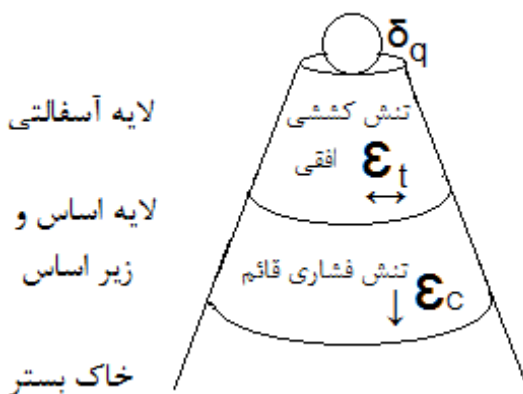 δq
لایه آسفالتی
تنش کششی
افقی εt
↔
لایه اساس و
زیر اساس
تنش فشاری قائم
↓ εc
خاک بستر